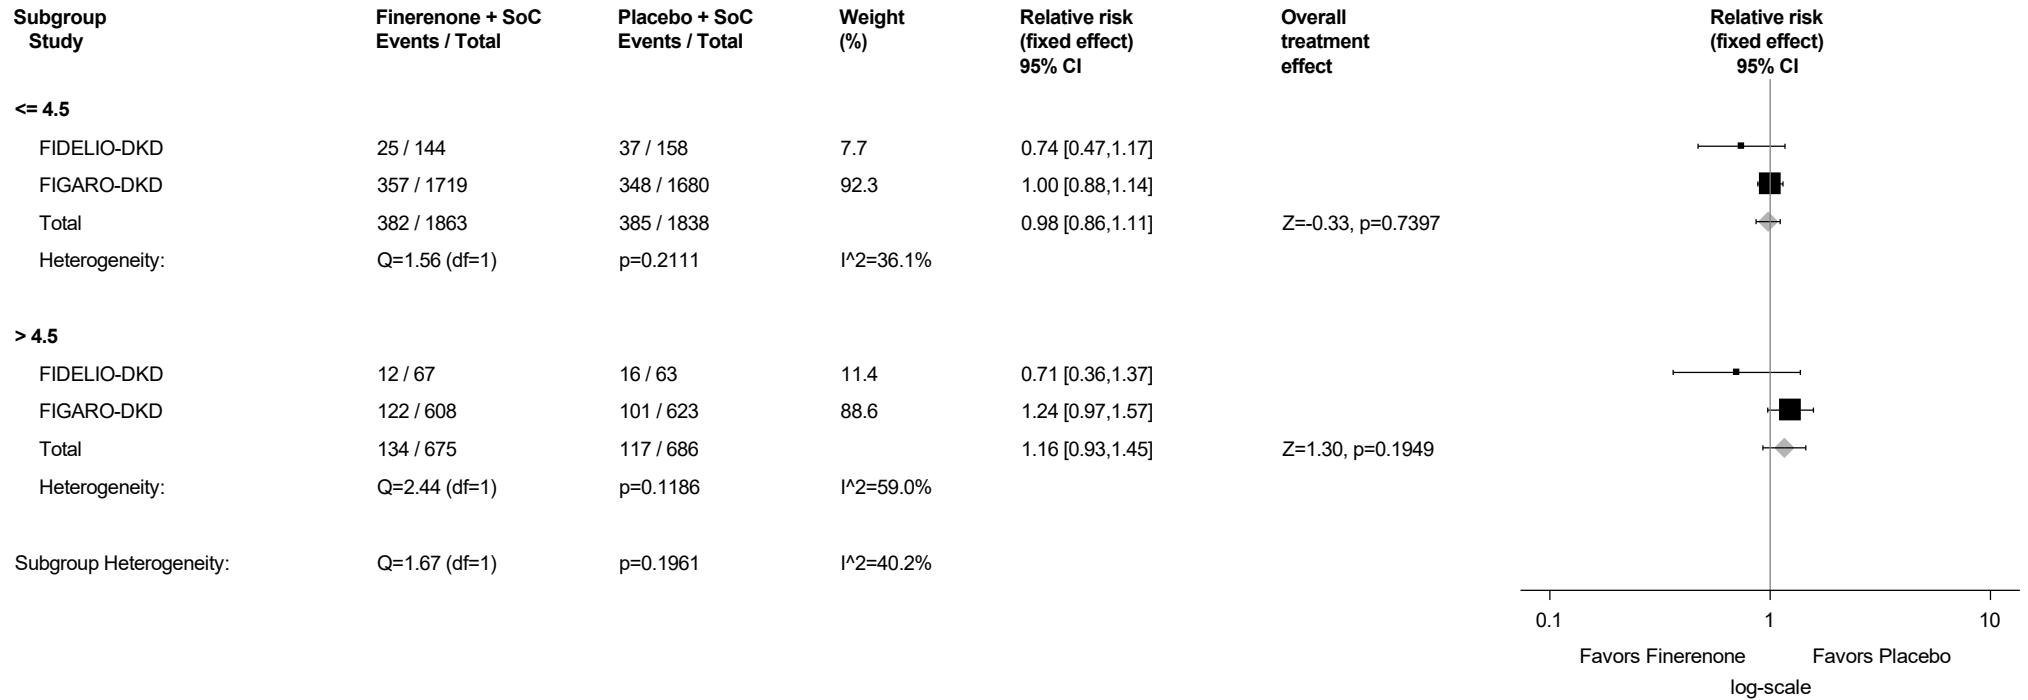 Subgroup Finerenone + SoC Placebo + SoC Weight Relative risk Overall Relative risk
Study Events / Total Events / Total (%) (fixed effect) treatment (fixed effect)
95% CI effect 95% CI
<= 4.5
FIDELIO-DKD 25 / 144 37 / 158 7.7 0.74 [0.47,1.17]
FIGARO-DKD 357 / 1719 348 / 1680 92.3 1.00 [0.88,1.14]
Total 382 / 1863 385 / 1838 0.98 [0.86,1.11] Z=-0.33, p=0.7397
Heterogeneity: Q=1.56 (df=1) p=0.2111 I^2=36.1%
> 4.5
FIDELIO-DKD 12 / 67 16 / 63 11.4 0.71 [0.36,1.37]
FIGARO-DKD 122 / 608 101 / 623 88.6 1.24 [0.97,1.57]
Total 134 / 675 117 / 686 1.16 [0.93,1.45] Z=1.30, p=0.1949
Heterogeneity: Q=2.44 (df=1) p=0.1186 I^2=59.0%
Subgroup Heterogeneity: Q=1.67 (df=1) p=0.1961 I^2=40.2%
0.1 1 10
Favors Finerenone Favors Placebo
log-scale